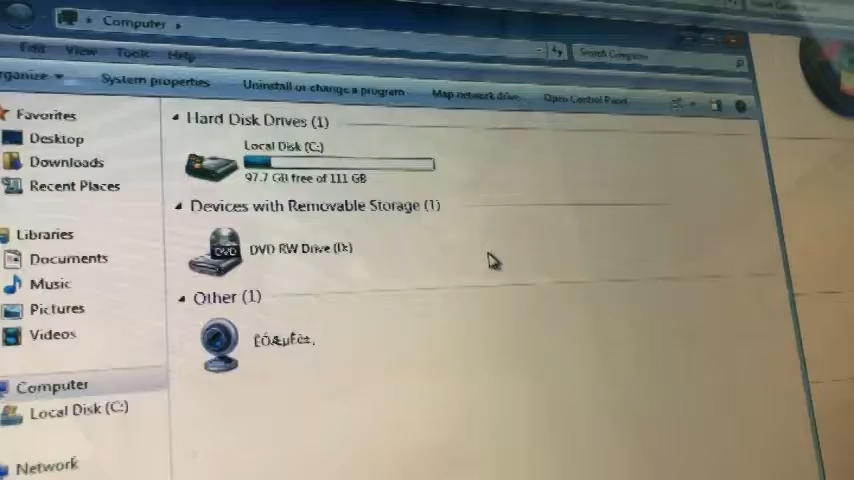 Computer
Edit View Tools Help
Search Computer
Organize System properties Uninstall or change a program Map network drive Open Control Panel
Favorites
Desktop
Downloads
Recent Places
Libraries
Documents
Music
Pictures
Videos
Computer
Local Disk (C:)
Network
Hard Disk Drives (1)
Local Disk (C:)
97.7 GB free of 111 GB
Devices with Removable Storage (1)
DVD
DVD RW Drive (D:)
Other (1)